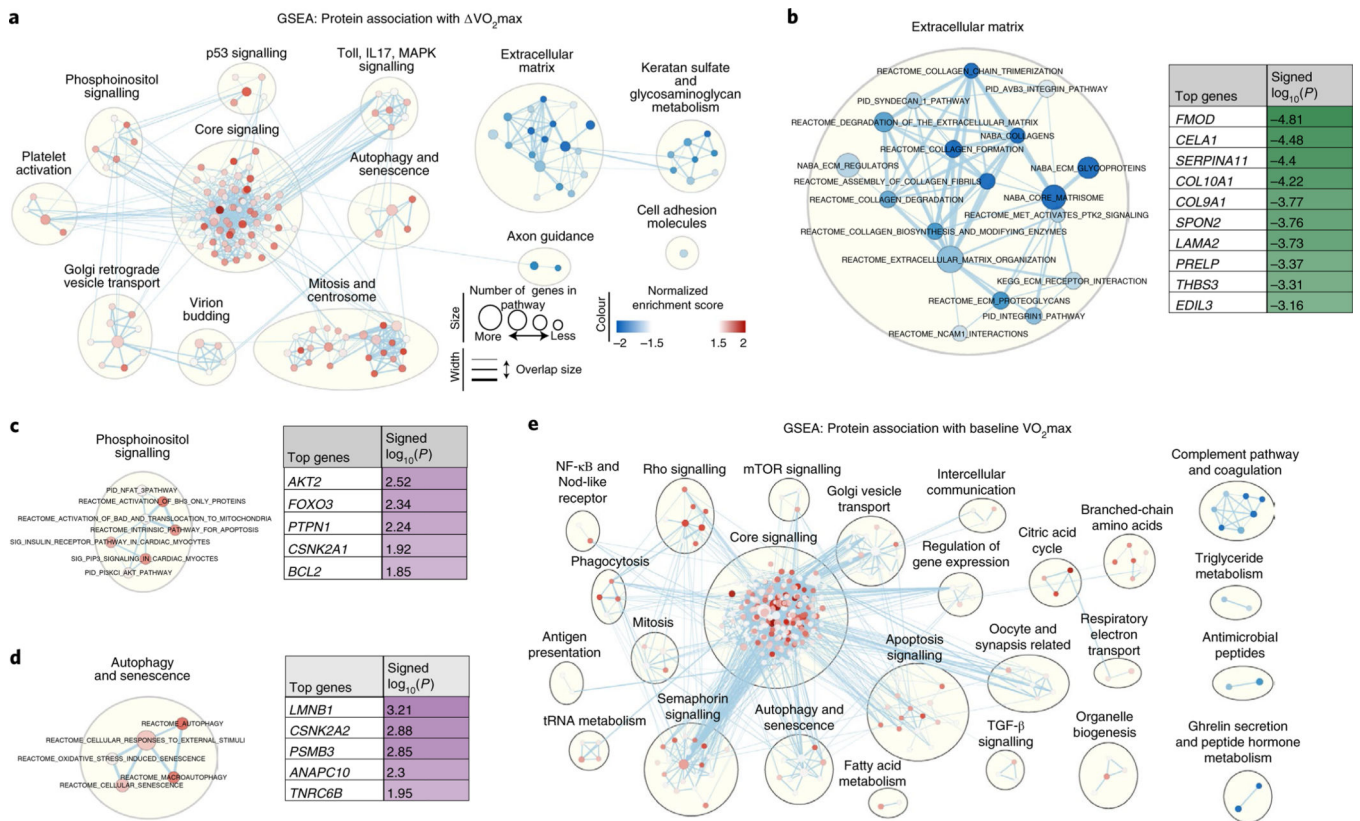 a
GSEA: Protein association with ΔVO2max
p53 signalling
Toll, IL17, MAPK
signalling
Phosphoinositol
signalling
Core signaling
Extracellular
matrix
Keratan sulfate
and
glycosaminoglycan
metabolism
Platelet
activation
Autophagy and
senescence
Cell adhesion
molecules
Axon guidance
Golgi retrograde
vesicle transport
Virion
budding
Mitosis and
centrosome
Size
Number of genes in
pathway
More
Less
Width
Overlap size
Colour
Normalized
enrichment score
−2
−1.5
1.5
2
b
Extracellular matrix
REACTOME_COLLAGEN_CHAIN_TRIMERIZATION
PID_AVB3_INTEGRIN_PATHWAY
PID_SYNDECAN_1_PATHWAY
REACTOME_DEGRADATION_OF_THE_EXTRACELLULAR_MATRIX
NABA_COLLAGENS
REACTOME_COLLAGEN_FORMATION
NABA_ECM_REGULATORS
NABA_ECM_GLYCOPROTEINS
REACTOME_ASSEMBLY_OF_COLLAGEN_FIBRILS
NABA_CORE_MATRISOME
REACTOME_COLLAGEN_DEGRADATION
REACTOME_MET_ACTIVATES_PTK2_SIGNALING
REACTOME_COLLAGEN_BIOSYNTHESIS_AND_MODIFYING_ENZYMES
REACTOME_EXTRACELLULAR_MATRIX_ORGANIZATION
KEGG_ECM_RECEPTOR_INTERACTION
REACTOME_ECM_PROTEOGLYCANS
PID_INTEGRIN1_PATHWAY
REACTOME_NCAM1_INTERACTIONS
Top genes Signed
log10(P)
FMOD −4.81
CELA1 −4.48
SERPINA11 −4.4
COL10A1 −4.22
COL9A1 −3.77
SPON2 −3.76
LAMA2 −3.73
PRELP −3.37
THBS3 −3.31
EDIL3 −3.16
c
Phosphoinositol
signalling
PID_NFAT_3PATHWAY
REACTOME_ACTIVATION_OF_BH3_ONLY_PROTEINS
REACTOME_ACTIVATION_OF_BAD_AND_TRANSLOCATION_TO_MITOCHONDRIA
REACTOME_INTRINSIC_PATHWAY_FOR_APOPTOSIS
SIG_INSULIN_RECEPTOR_PATHWAY_IN_CARDIAC_MYOCYTES
SIG_PIP3_SIGNALING_IN_CARDIAC_MYOCYTES
PID_PI3KCI_AKT_PATHWAY
Top genes Signed
log10(P)
AKT2 2.52
FOXO3 2.34
PTPN1 2.24
CSNK2A1 1.92
BCL2 1.85
d
Autophagy
and senescence
REACTOME_AUTOPHAGY
REACTOME_CELLULAR_RESPONSES_TO_EXTERNAL_STIMULI
REACTOME_OXIDATIVE_STRESS_INDUCED_SENESCENCE
REACTOME_MACROAUTOPHAGY
REACTOME_CELLULAR_SENESCENCE
Top genes Signed
log10(P)
LMNB1 3.21
CSNK2A2 2.88
PSMB3 2.85
ANAPC10 2.3
TNRC6B 1.95
e
GSEA: Protein association with baseline VO2max
NF-κB and
Nod-like
receptor
Rho signalling
mTOR signalling
Golgi vesicle
transport
Intercellular
communication
Complement pathway
and coagulation
Core signalling
Citric acid
cycle
Branched-chain
amino acids
Phagocytosis
Regulation of
gene expression
Triglyceride
metabolism
Mitosis
Antigen
presentation
Apoptosis
signalling
Oocyte and
synapsis related
Respiratory
electron
transport
Antimicrobial
peptides
tRNA metabolism
Semaphorin
signalling
Autophagy and
senescence
Fatty acid
metabolism
TGF-β
signalling
Organelle
biogenesis
Ghrelin secretion
and peptide hormone
metabolism